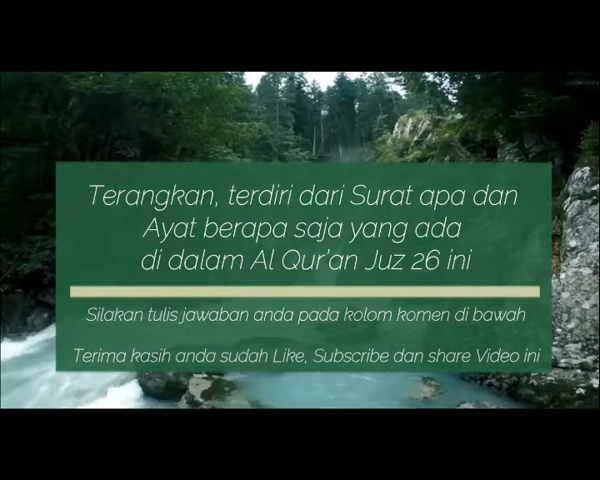 Terangkan, terdiri dari Surat apa dan
Ayat berapa saja yang ada
di dalam Al Qur'an Juz 26 ini
Silakan tulis jawaban anda pada kolom komen di bawah
Terima kasih anda sudah Like, Subscribe dan share Video ini